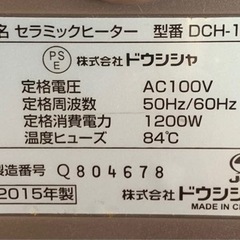 名 セラミックヒーター 型番 DCH-1
PS E 株式会社ドウシシャ
定格電圧 AC100V
定格周波数 50Hz/60Hz
定格消費電力 1200W
温度ヒューズ 84℃
製造番号 Q804678
2015年製 株式会社ドウシシャ
MADE IN C